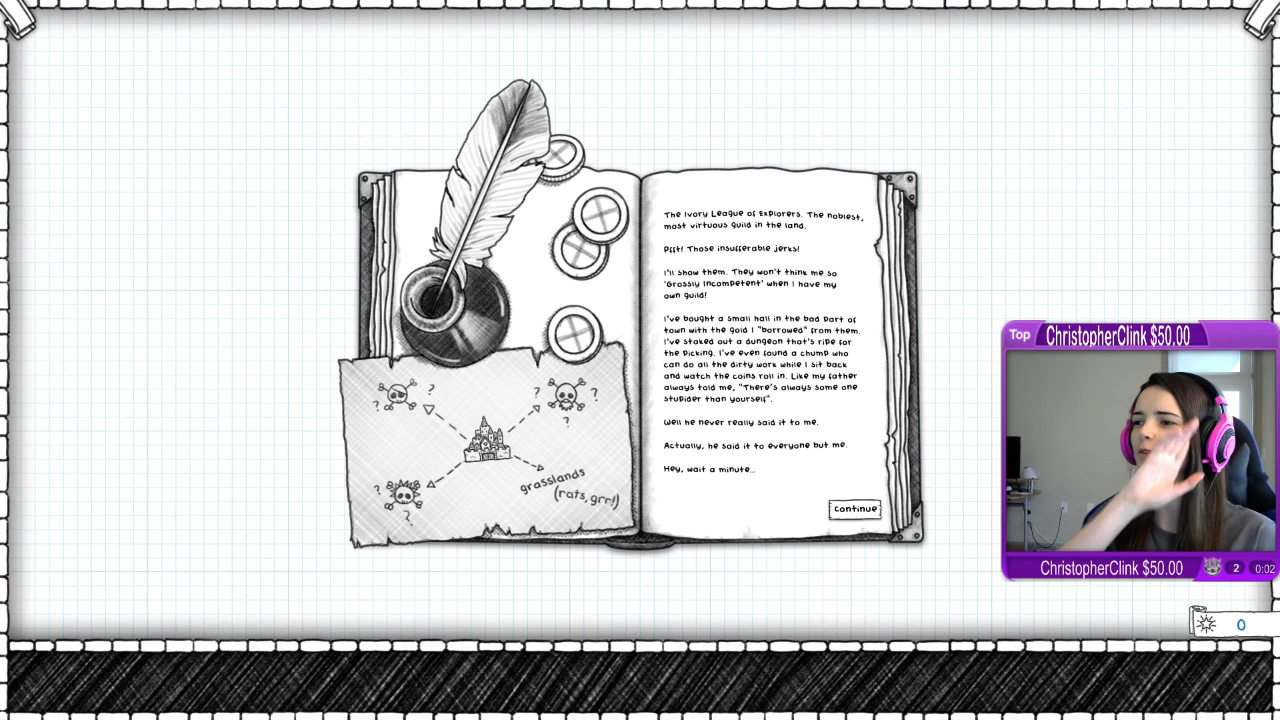 The Ivory League of Explorers. The noblest,
most virtuous guild in the land.
Pfft! Those insufferable jerks!
I'll show them. They won't think me so
'Grossly Incompetent' when I have my
own guild!
I've bought a small hall in the bad part of
town with the gold I "borrowed" from them.
I've staked out a dungeon that's ripe for
the picking. I've even found a chump who
can do all the dirty work while I sit back
and watch the coins roll in. Like my father
always told me, "There's always some one
stupider than yourself".
Well he never really said it to me.
Actually, he said it to everyone but me.
Hey, wait a minute...
Continue
? ?
? ? ?
? ?
grasslands
(rats, grr!)
Top ChristopherClink $50.00
ChristopherClink $50.00 2 0:02
0